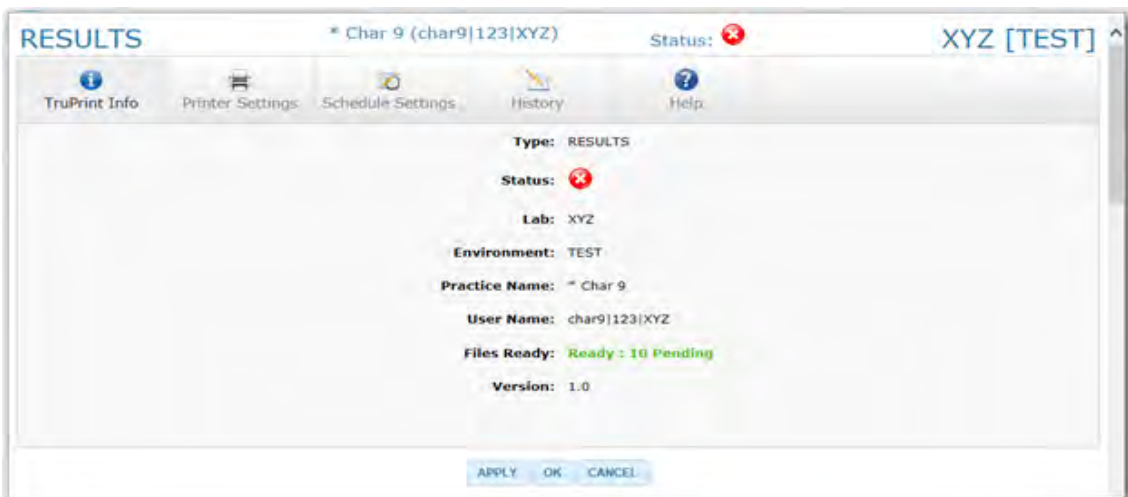 RESULTS * Char 9 (char9|123|XYZ) Status: XYZ [TEST]
TruPrint Info Printer Settings Schedule Settings History Help
Type: RESULTS
Status:
Lab: XYZ
Environment: TEST
Practice Name: * Char 9
User Name: char9|123|XYZ
Files Ready: Ready : 10 Pending
Version: 1.0
APPLY OK CANCEL